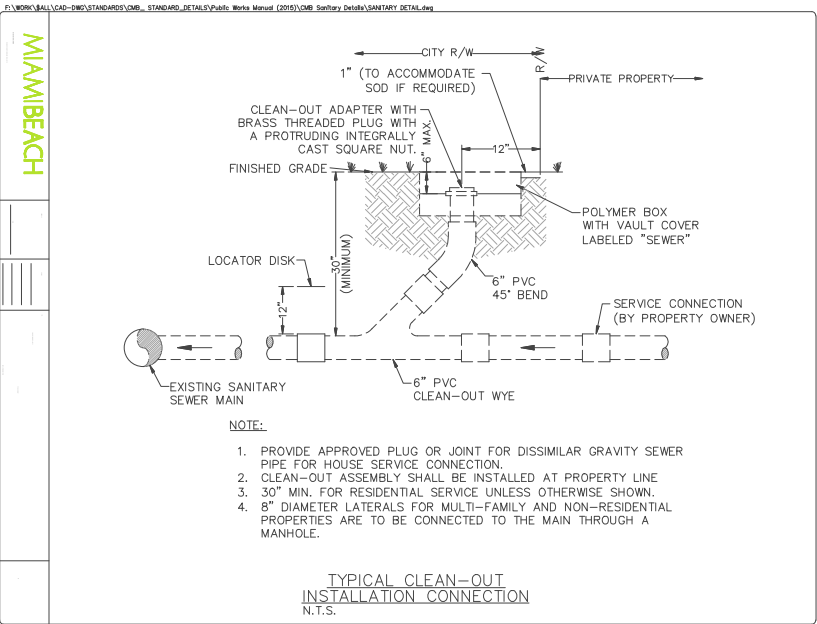 F:\WORK\$ALL\CAD-DWG\STANDARDS\CMB_ STANDARD_DETAILS\Public Works Manual (2015)\CMB Sanitary Details\SANITARY DETAIL.dwg
MIAMIBEACH
CITY R/W
R/W
1" (TO ACCOMMODATE
SOD IF REQUIRED)
PRIVATE PROPERTY
CLEAN-OUT ADAPTER WITH
BRASS THREADED PLUG WITH
A PROTRUDING INTEGRALLY
CAST SQUARE NUT.
6" MAX.
12"
FINISHED GRADE
POLYMER BOX
WITH VAULT COVER
LABELED "SEWER"
30"
(MINIMUM)
LOCATOR DISK
12"
6" PVC
45° BEND
SERVICE CONNECTION
(BY PROPERTY OWNER)
EXISTING SANITARY
SEWER MAIN
6" PVC
CLEAN-OUT WYE
NOTE:
1. PROVIDE APPROVED PLUG OR JOINT FOR DISSIMILAR GRAVITY SEWER
PIPE FOR HOUSE SERVICE CONNECTION.
2. CLEAN-OUT ASSEMBLY SHALL BE INSTALLED AT PROPERTY LINE
3. 30" MIN. FOR RESIDENTIAL SERVICE UNLESS OTHERWISE SHOWN.
4. 8" DIAMETER LATERALS FOR MULTI-FAMILY AND NON-RESIDENTIAL
PROPERTIES ARE TO BE CONNECTED TO THE MAIN THROUGH A
MANHOLE.
TYPICAL CLEAN-OUT
INSTALLATION CONNECTION
N.T.S.